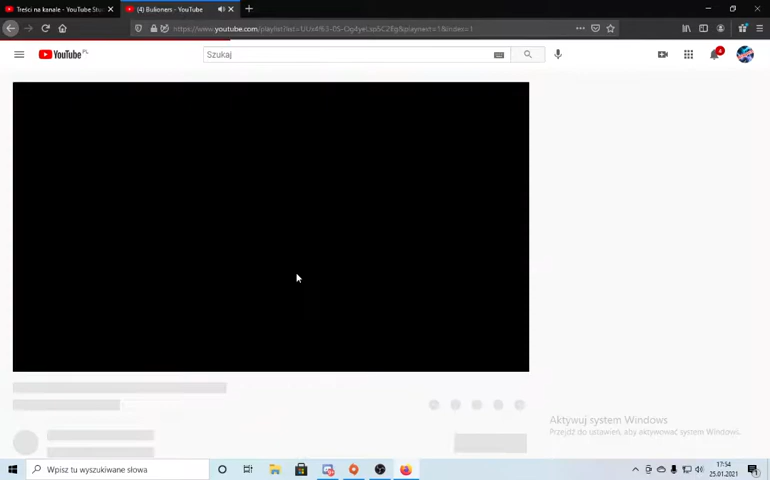 Treści na kanale - YouTube Stu
(4) Bulioners - YouTube
Szukaj
YouTube PL
4
Aktywuj system Windows
Przejdź do ustawień, aby aktywować system Windows.
Wpisz tu wyszukiwane słowa
17:54
25.01.2021